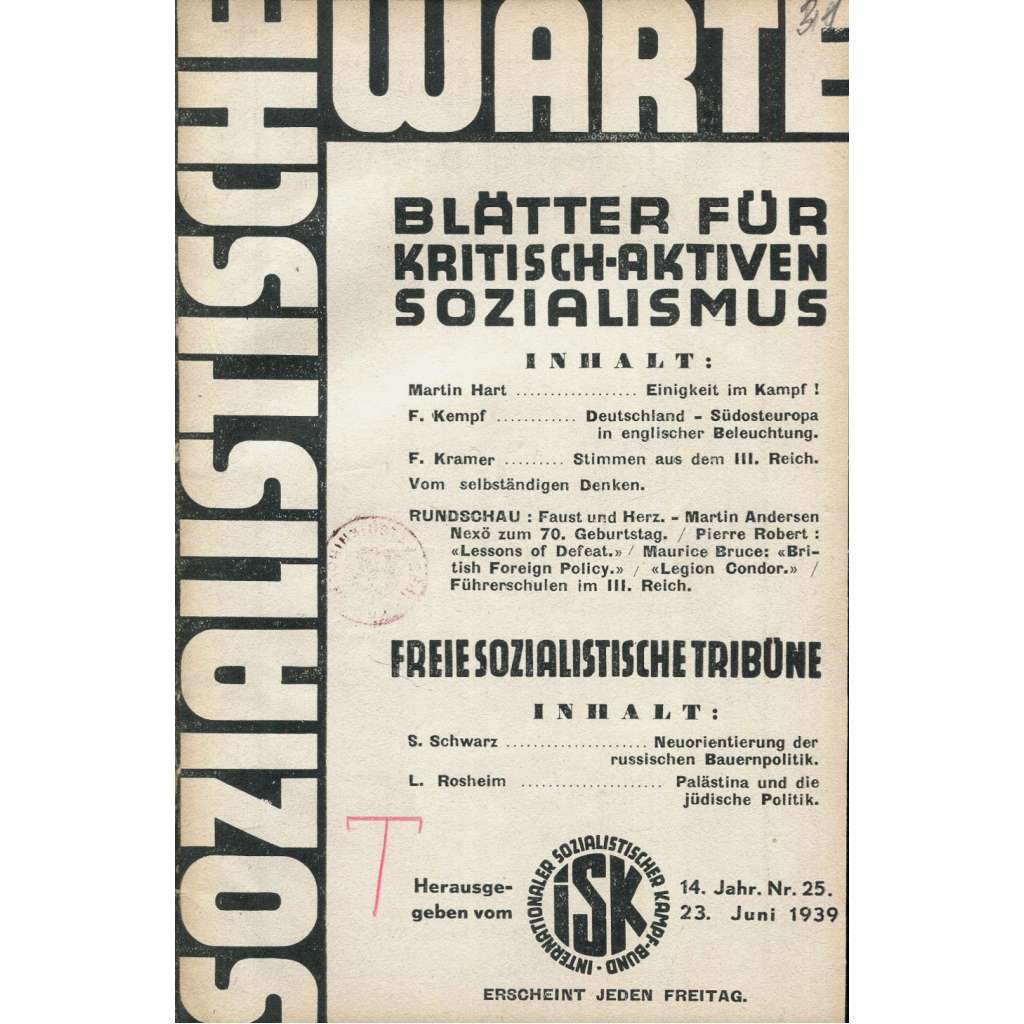 SOZIALISTISCHE
WARTE
BLÄTTER FÜR
KRITISCH-AKTIVEN
SOZIALISMUS
INHALT:
Martin Hart .................. Einigkeit im Kampf !
F. Kempf ............ Deutschland - Südosteuropa
in englischer Beleuchtung.
F. Kramer ......... Stimmen aus dem III. Reich.
Vom selbständigen Denken.
RUNDSCHAU : Faust und Herz. - Martin Andersen
Nexö zum 70. Geburtstag. / Pierre Robert :
«Lessons of Defeat.» / Maurice Bruce: «Bri-
tish Foreign Policy.» / «Legion Condor.» /
Führerschulen im III. Reich.
FREIE SOZIALISTISCHE TRIBÜNE
INHALT:
S. Schwarz ..................... Neuorientierung der
russischen Bauernpolitik.
L. Rosheim ..................... Palästina und die
jüdische Politik.
T
Herausge-
geben vom
INTERNATIONALER SOZIALISTISCHER KAMPF-BUND
iSK
14. Jahr. Nr. 25.
23. Juni 1939
ERSCHEINT JEDEN FREITAG.